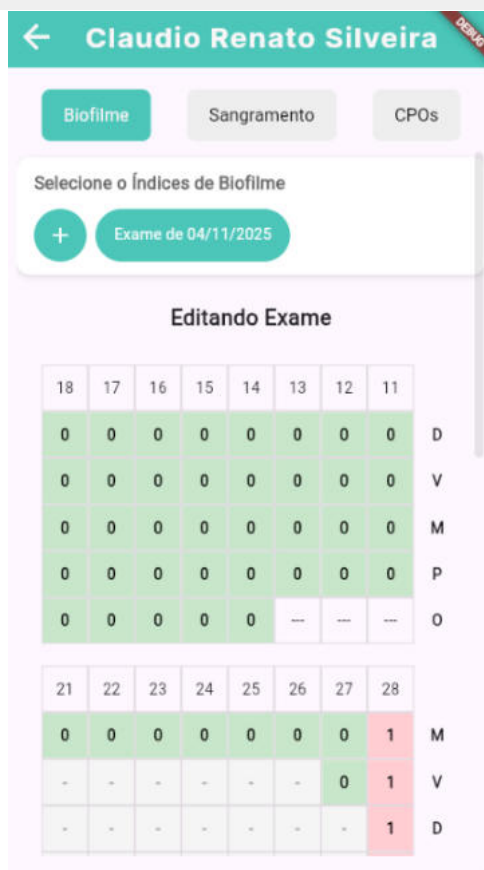 Claudio Renato Silveira
DEBUG
Biofilme Sangramento CPOs
Selecione o Índices de Biofilme
+ Exame de 04/11/2025
Editando Exame
18 17 16 15 14 13 12 11
0 0 0 0 0 0 0 0 D
0 0 0 0 0 0 0 0 V
0 0 0 0 0 0 0 0 M
0 0 0 0 0 0 0 0 P
0 0 0 0 0 --- --- --- O
21 22 23 24 25 26 27 28
0 0 0 0 0 0 0 1 M
- - - - - - 0 1 V
- - - - - - - 1 D